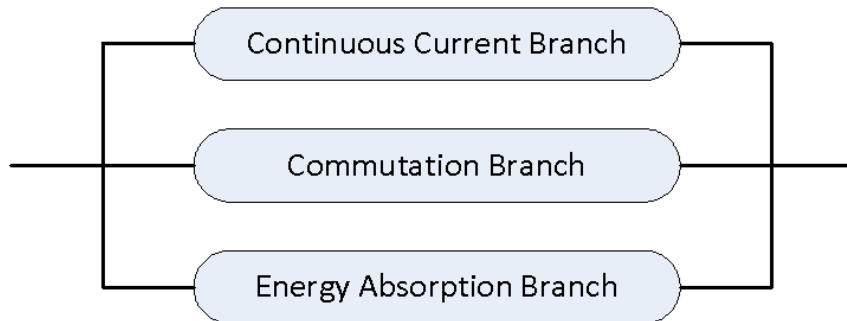 Continuous Current Branch
Commutation Branch
Energy Absorption Branch